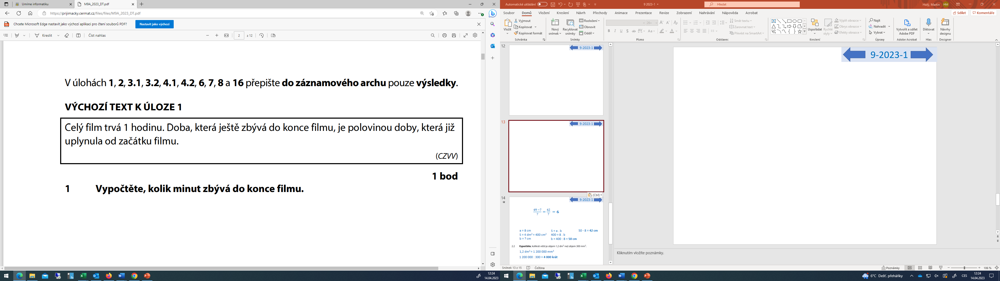 Umíme informatiku
M9A_2023_DT.pdf
https://prijimacky.cermat.cz/files/files/M9A_2023_DT.pdf
Chcete Microsoft Edge nastavit jako výchozí aplikaci pro čtení souborů PDF?
Nastavit jako výchozí
Kreslit
2
z 12
Číst nahlas
V úlohách 1, 2, 3.1, 3.2, 4.1, 4.2, 6, 7, 8 a 16 přepište do záznamového archu pouze výsledky.
VÝCHOZÍ TEXT K ÚLOZE 1
Celý film trvá 1 hodinu. Doba, která ještě zbývá do konce filmu, je polovinou doby, která již
uplynula od začátku filmu.
(CZVV)
1 bod
1 Vypočtěte, kolik minut zbývá do konce filmu.
12:24
14.04.2023
Automatické ukládání
9 2023-1
Hledat
Holý, Martin
HM
Soubor Domů Vložení Kreslení Návrh Přechody Animace Prezentace Revize Zobrazení Nahrávání Nápověda Acrobat
Sdílet
Komentáře
Vložit
Vyjmout
Kopírovat
Kopírovat formát
Schránka
Nový
snímek
Recyklovat
snímky
Rozložení
Obnovit
Oddíl
Snímky
Písmo
Směr textu
Zarovnat text
Převést na SmartArt
Odstavec
Uspořádat
Rychlé
styly
Výplň obrazce
Obrys obrazce
Efekty obrazce
Kreslení
Najít
Nahradit
Vybrat
Úpravy
Vytvořit a sdílet
Adobe PDF
Adobe Acrobat
Diktovat
Hlas
Návrhy
designu
Designer
12
9-2023-1
13
9-2023-1
(Ctrl)
14
9-2023-1
49 −7/7 = 42/7 = 6
a = 8 cm S = a . b 50 - 8 = 42 cm
S = 4 dm² = 400 cm² 400 = 8 . b
b = ? cm b = 400 : 8 = 50 cm
2.2 Vypočtěte, kolikrát větší je objem 1,2 dm³ než objem 300 mm³.
1,2 dm³ = 1 200 000 mm³
1 200 000 : 300 = 4 000 krát
9-2023-1
Kliknutím vložíte poznámky.
Snímek 13 z 15
Čeština
Poznámky
106 %
6°C Dešť. přeháňky
CES
12:24
14.04.2023